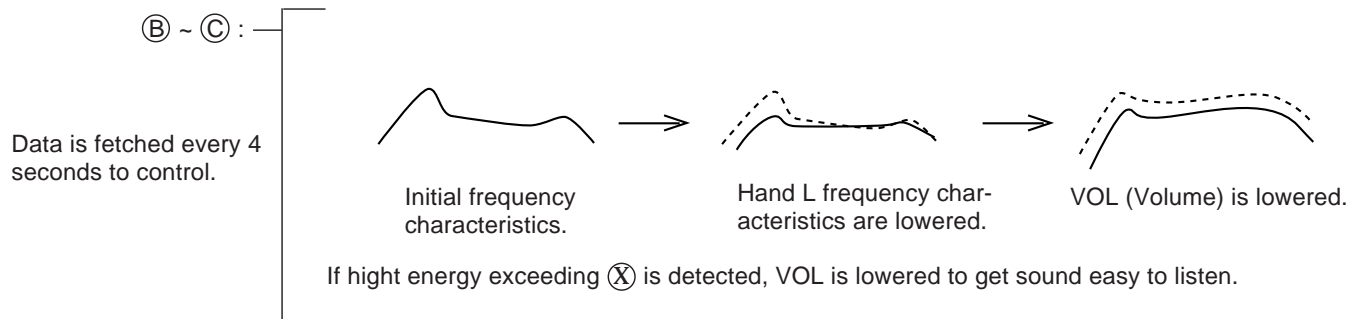 Ⓑ ~ Ⓒ :
Data is fetched every 4
seconds to control.
Initial frequency
characteristics.
Hand L frequency char-
acteristics are lowered.
VOL (Volume) is lowered.
If hight energy exceeding Ⓧ is detected, VOL is lowered to get sound easy to listen.